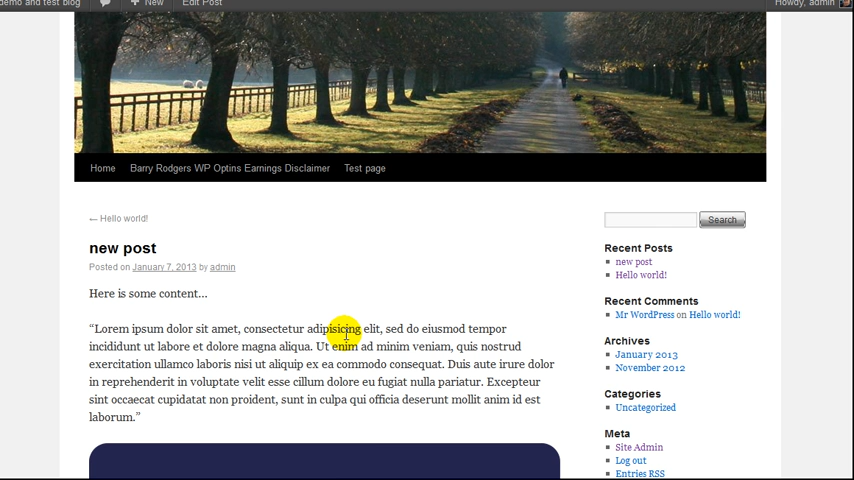 demo and test blog New Edit Post Howdy, admin
Home Barry Rodgers WP Optins Earnings Disclaimer Test page
← Hello world!
Search
new post
Posted on January 7, 2013 by admin
Here is some content…
“Lorem ipsum dolor sit amet, consectetur adipisicing elit, sed do eiusmod tempor
incididunt ut labore et dolore magna aliqua. Ut enim ad minim veniam, quis nostrud
exercitation ullamco laboris nisi ut aliquip ex ea commodo consequat. Duis aute irure dolor
in reprehenderit in voluptate velit esse cillum dolore eu fugiat nulla pariatur. Excepteur
sint occaecat cupidatat non proident, sunt in culpa qui officia deserunt mollit anim id est
laborum.”
Recent Posts
new post
Hello world!
Recent Comments
Mr WordPress on Hello world!
Archives
January 2013
November 2012
Categories
Uncategorized
Meta
Site Admin
Log out
Entries RSS